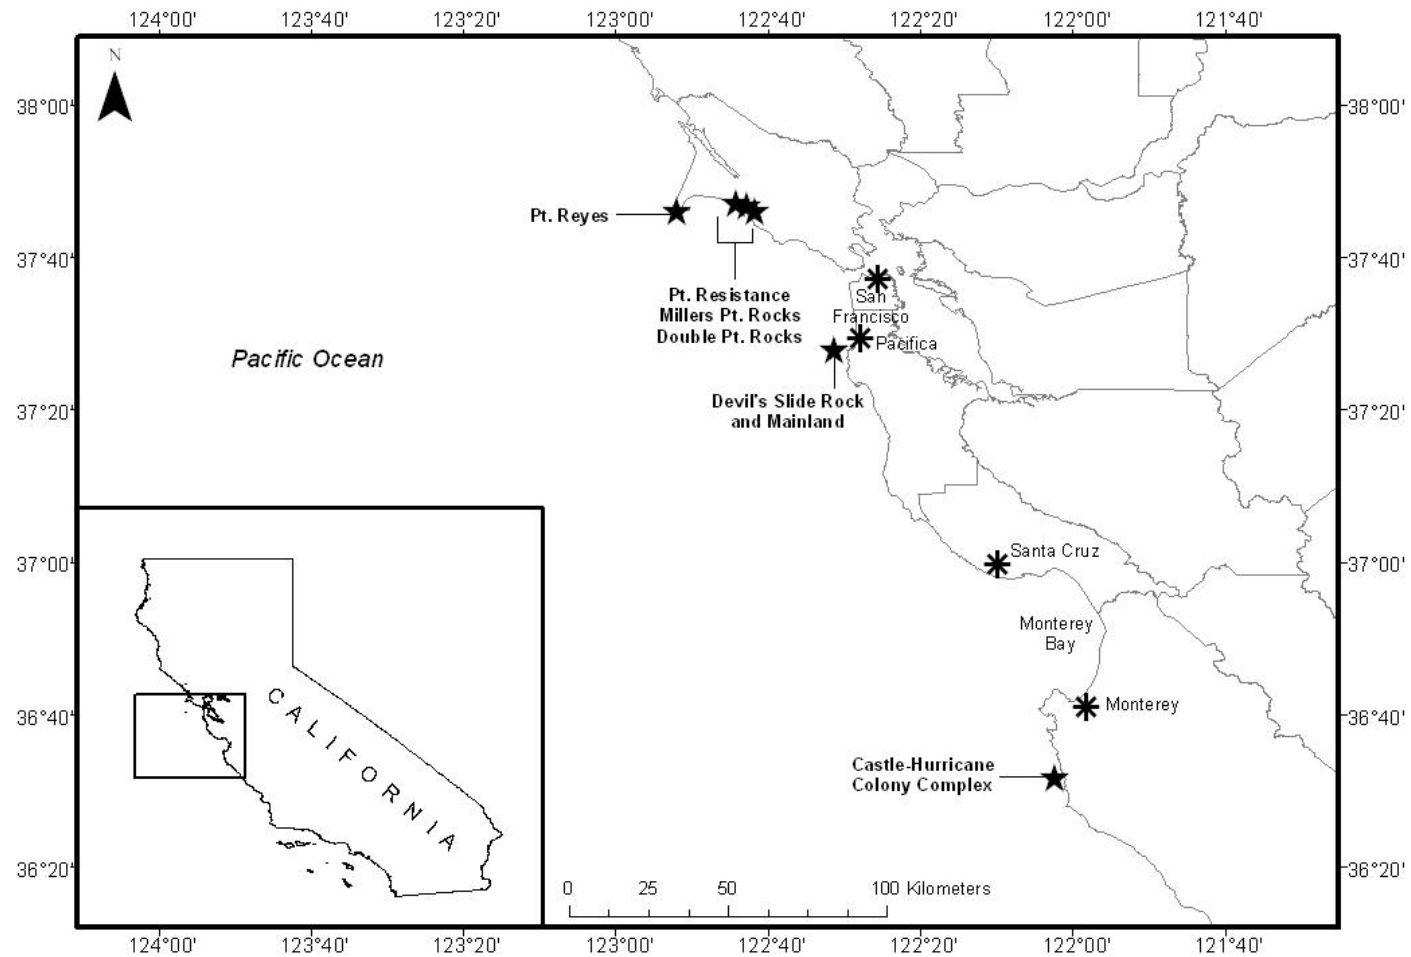 124°00' 123°40' 123°20' 123°00' 122°40' 122°20' 122°00' 121°40'
N
38°00' 38°00'
Pt. Reyes
37°40' 37°40'
Pt. Resistance
Millers Pt. Rocks
Double Pt. Rocks
San
Francisco
Pacifica
Pacific Ocean
Devil's Slide Rock
and Mainland
37°20' 37°20'
37°00' 37°00'
Santa Cruz
Monterey
Bay
Monterey
36°40' 36°40'
Castle-Hurricane
Colony Complex
CALIFORNIA
36°20' 36°20'
0 25 50 100 Kilometers
124°00' 123°40' 123°20' 123°00' 122°40' 122°20' 122°00' 121°40'